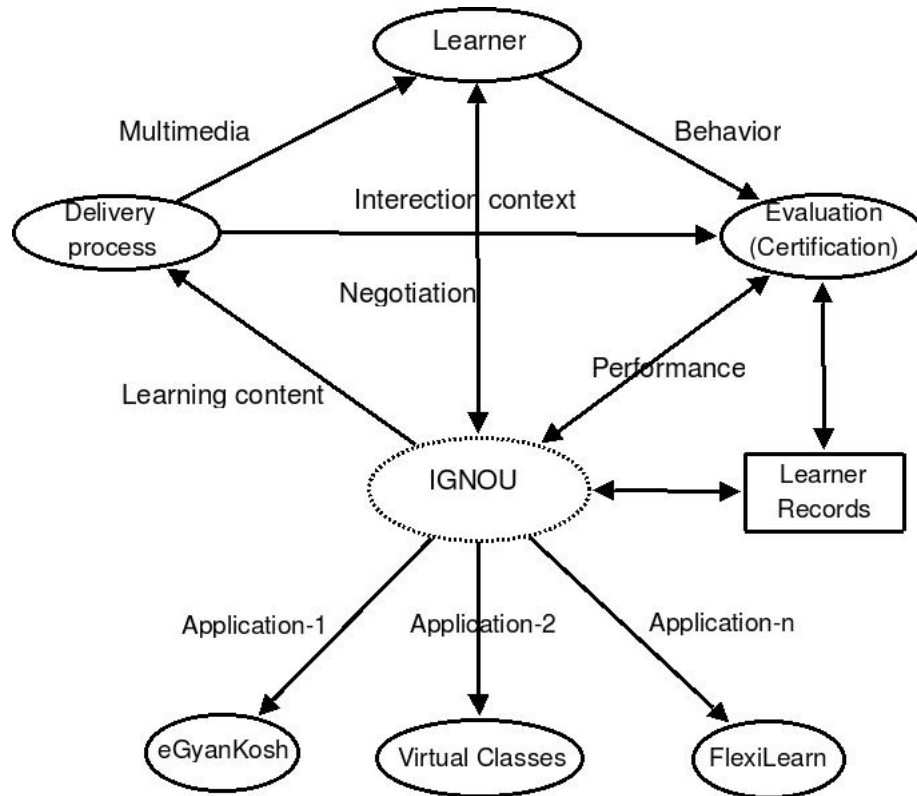 Learner
Multimedia
Behavior
Delivery
process
Interection context
Evaluation
(Certification)
Negotiation
Performance
Learning content
IGNOU
Learner
Records
Application-1
Application-2
Application-n
eGyanKosh
Virtual Classes
FlexiLearn